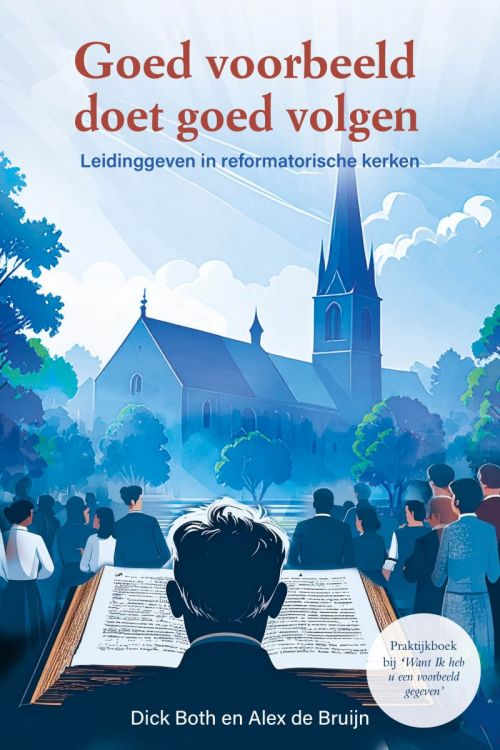 Goed voorbeeld
doet goed volgen
Leidinggeven in reformatorische kerken
Praktijkboek
bij ‘Want Ik heb
u een voorbeeld
gegeven’
Dick Both en Alex de Bruijn